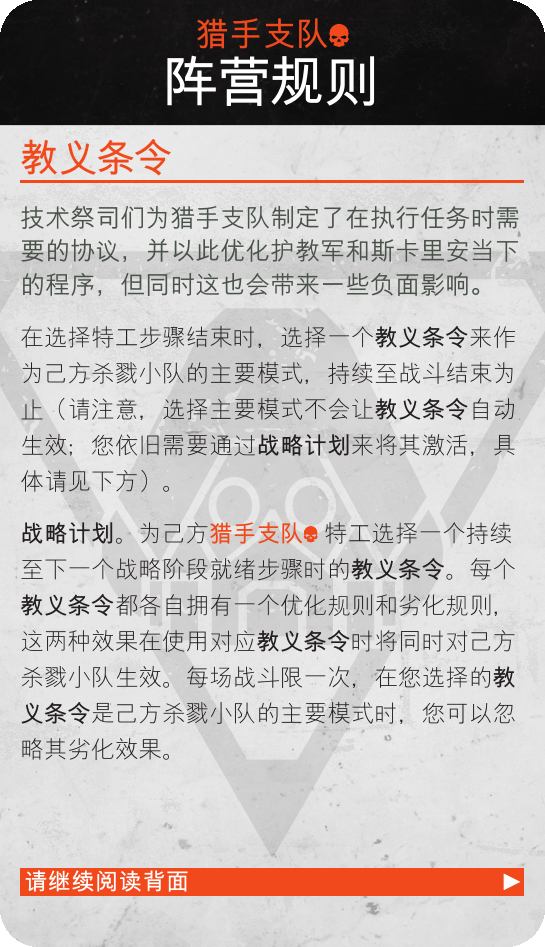 猎手支队
阵营规则
教义条令
技术祭司们为猎手支队制定了在执行任务时需
要的协议，并以此优化护教军和斯卡里安当下
的程序，但同时这也会带来一些负面影响。
在选择特工步骤结束时，选择一个教义条令来作
为己方杀戮小队的主要模式，持续至战斗结束为
止（请注意，选择主要模式不会让教义条令自动
生效；您依旧需要通过战略计划来将其激活，具
体请见下方）。
战略计划。为己方猎手支队 特工选择一个持续
至下一个战略阶段就绪步骤时的教义条令。每个
教义条令都各自拥有一个优化规则和劣化规则，
这两种效果在使用对应教义条令时将同时对己方
杀戮小队生效。每场战斗限一次，在您选择的教
义条令是己方杀戮小队的主要模式时，您可以忽
略其劣化效果。
请继续阅读背面